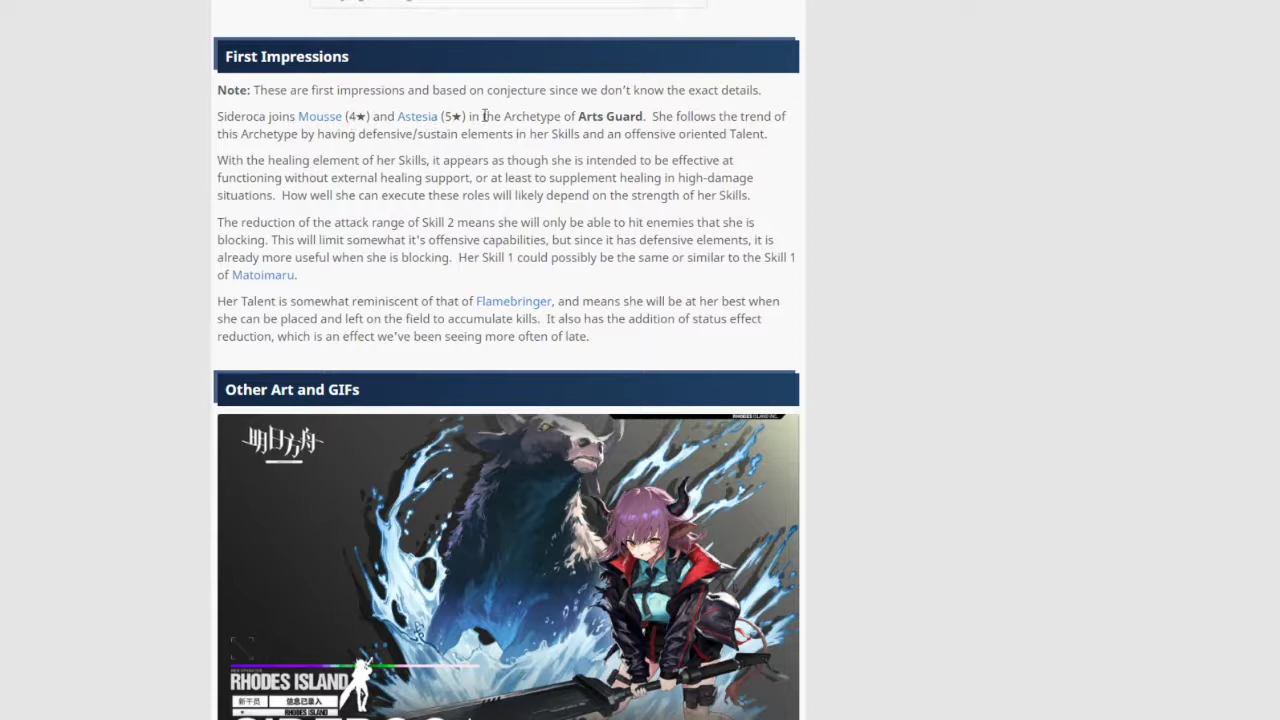 First Impressions
Note: These are first impressions and based on conjecture since we don't know the exact details.
Sideroca joins Mousse (4★) and Astesia (5★) in the Archetype of Arts Guard.  She follows the trend of
this Archetype by having defensive/sustain elements in her Skills and an offensive oriented Talent.
With the healing element of her Skills, it appears as though she is intended to be effective at
functioning without external healing support, or at least to supplement healing in high-damage
situations.  How well she can execute these roles will likely depend on the strength of her Skills.
The reduction of the attack range of Skill 2 means she will only be able to hit enemies that she is
blocking. This will limit somewhat it's offensive capabilities, but since it has defensive elements, it is
already more useful when she is blocking.  Her Skill 1 could possibly be the same or similar to the Skill 1
of Matoimaru.
Her Talent is somewhat reminiscent of that of Flamebringer, and means she will be at her best when
she can be placed and left on the field to accumulate kills.  It also has the addition of status effect
reduction, which is an effect we've been seeing more often of late.
Other Art and GIFs
RHODES ISLAND INC.
明日方舟
RHODES ISLAND
新干员 信息已录入
RHODES ISLAND